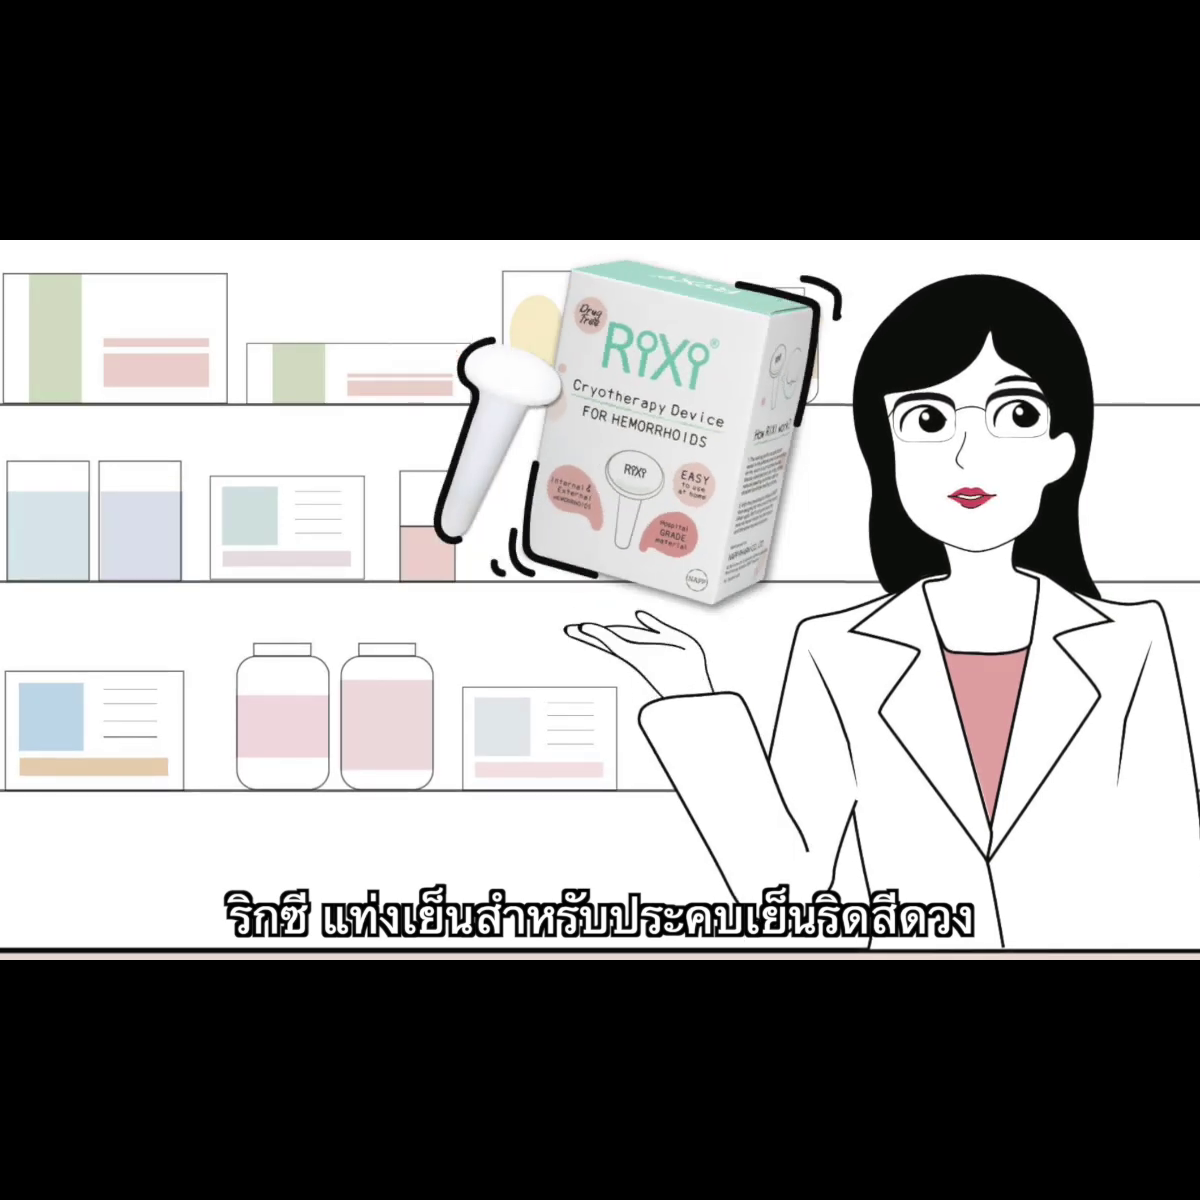 Drug
Free
RiXi®
Cryotherapy Device
FOR HEMORRHOIDS
RiXi
Internal &
External
HEMORRHOIDS
EASY
to use
at home
Hospital
GRADE
material
How RIXI work?
ริกซี แท่งเย็นสำหรับประคบเย็นริดสีดวง